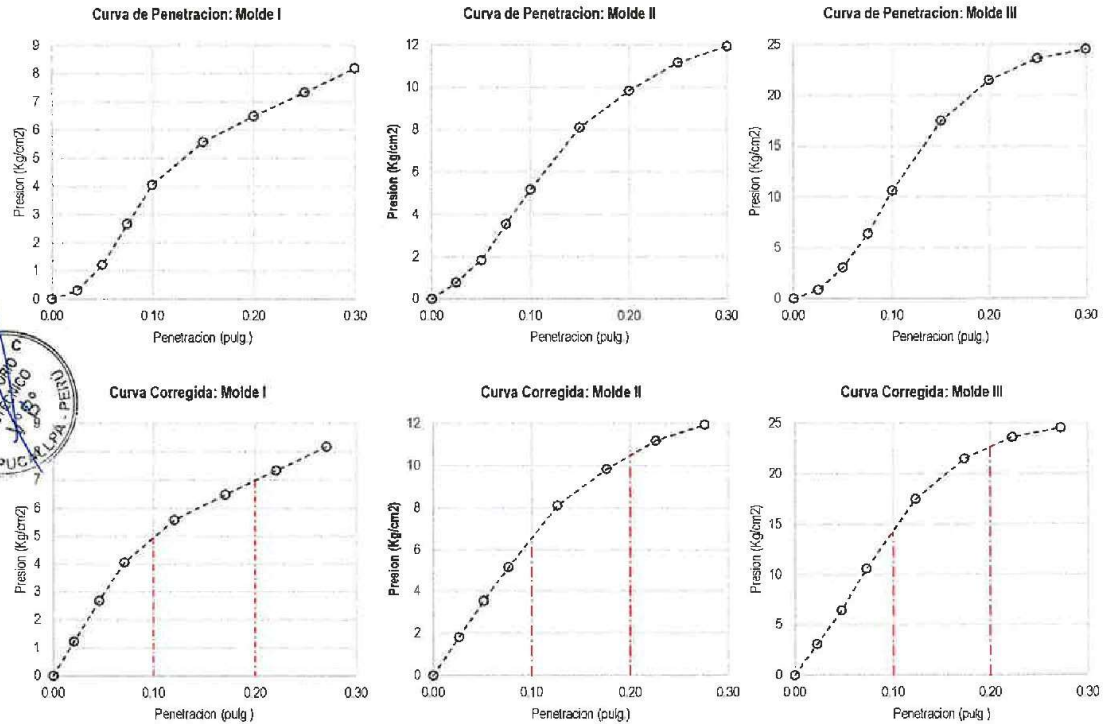 Curva de Penetracion: Molde I
9
8
7
6
5
4
3
2
1
0
Presion (Kg/cm2)
0.00 0.10 0.20 0.30
Penetracion (pulg.)
Curva de Penetracion: Molde II
12
10
8
6
4
2
0
Presion (Kg/cm2)
0.00 0.10 0.20 0.30
Penetracion (pulg.)
Curva de Penetracion: Molde III
25
20
15
10
5
0
Presion (Kg/cm2)
0.00 0.10 0.20 0.30
Penetracion (pulg.)
C
PERÚ
Curva Corregida: Molde I
9
8
7
6
5
4
3
2
1
0
Presion (Kg/cm2)
0.00 0.10 0.20 0.30
Penetracion (pulg.)
Curva Corregida: Molde II
12
10
8
6
4
2
0
Presion (Kg/cm2)
0.00 0.10 0.20 0.30
Penetracion (pulg.)
Curva Corregida: Molde III
25
20
15
10
5
0
Presion (Kg/cm2)
0.00 0.10 0.20 0.30
Penetracion (pulg.)